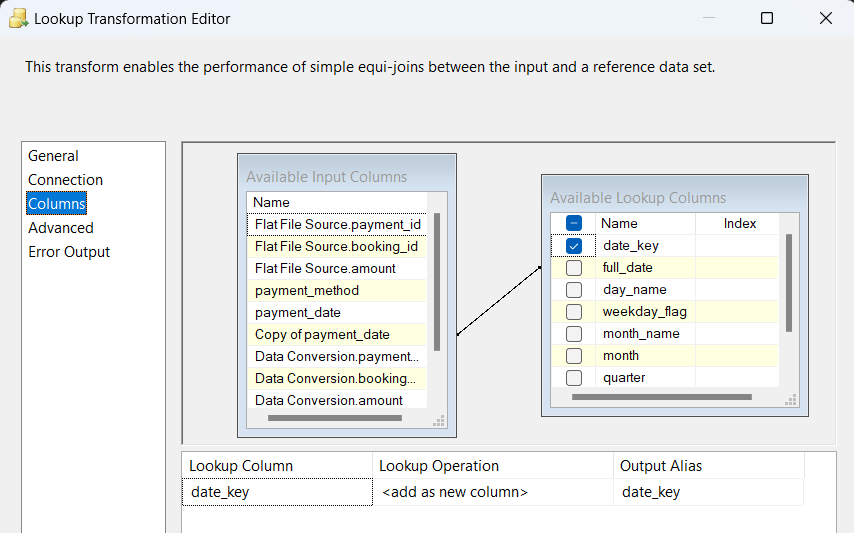 Lookup Transformation Editor
This transform enables the performance of simple equi-joins between the input and a reference data set.
General
Connection
Columns
Advanced
Error Output
Available Input Columns
Name
Flat File Source.payment_id
Flat File Source.booking_id
Flat File Source.amount
payment_method
payment_date
Copy of payment_date
Data Conversion.payment...
Data Conversion.booking...
Data Conversion.amount
Available Lookup Columns
Name Index
date_key
full_date
day_name
weekday_flag
month_name
month
quarter
Lookup Column Lookup Operation Output Alias
date_key <add as new column> date_key